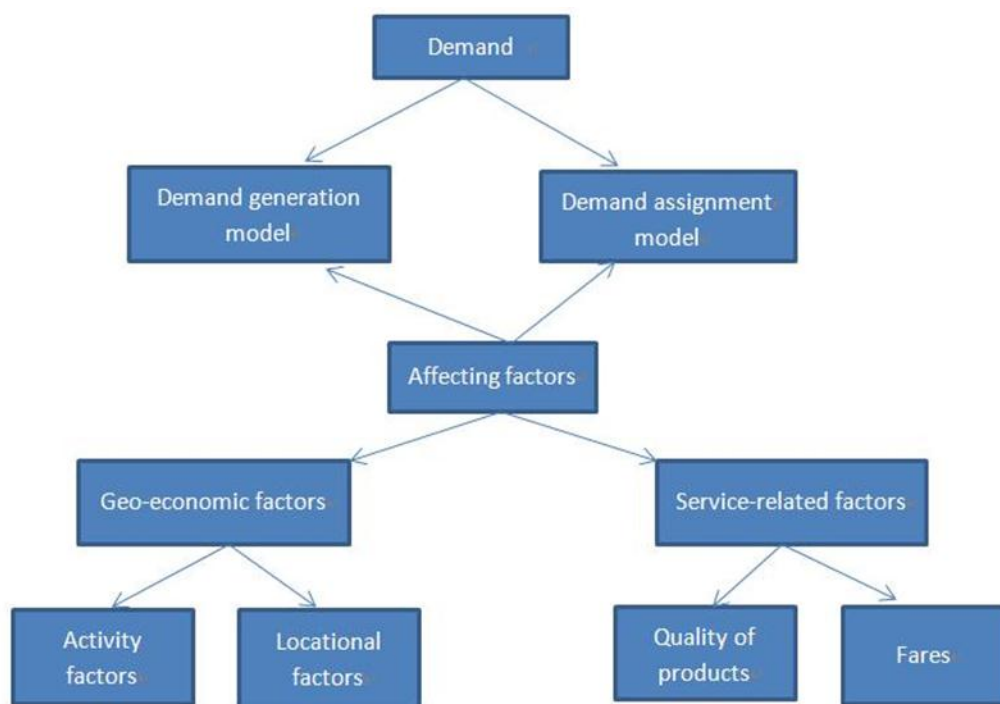 Demand
Demand generation
model
Demand assignment
model
Affecting factors
Geo-economic factors
Service-related factors
Activity
factors
Locational
factors
Quality of
products
Fares